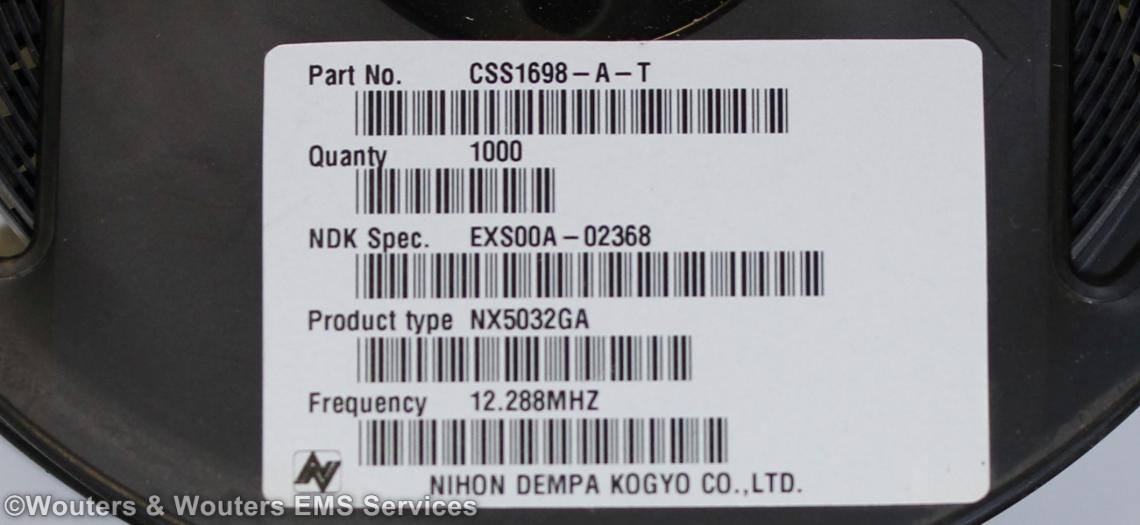 Part No. CSS1698-A-T
Quanty 1000
NDK Spec. EXS00A-02368
Product type NX5032GA
Frequency 12.288MHZ
NIHON DEMPA KOGYO CO.,LTD.
©Wouters & Wouters EMS Services